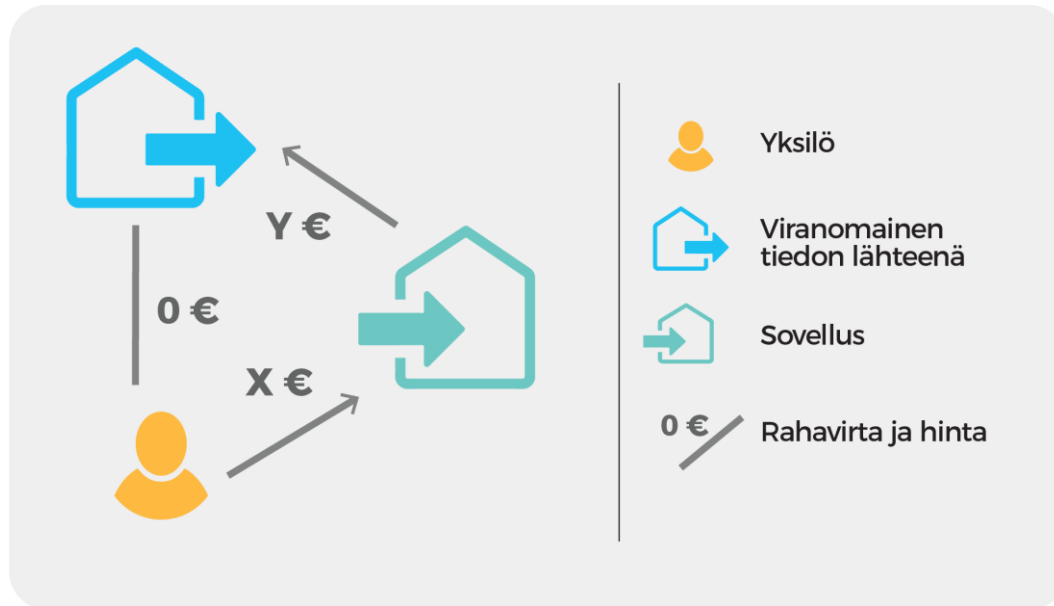 Y €
0 €
X €
Yksilö
Viranomainen
tiedon lähteenä
Sovellus
0 €
Rahavirta ja hinta